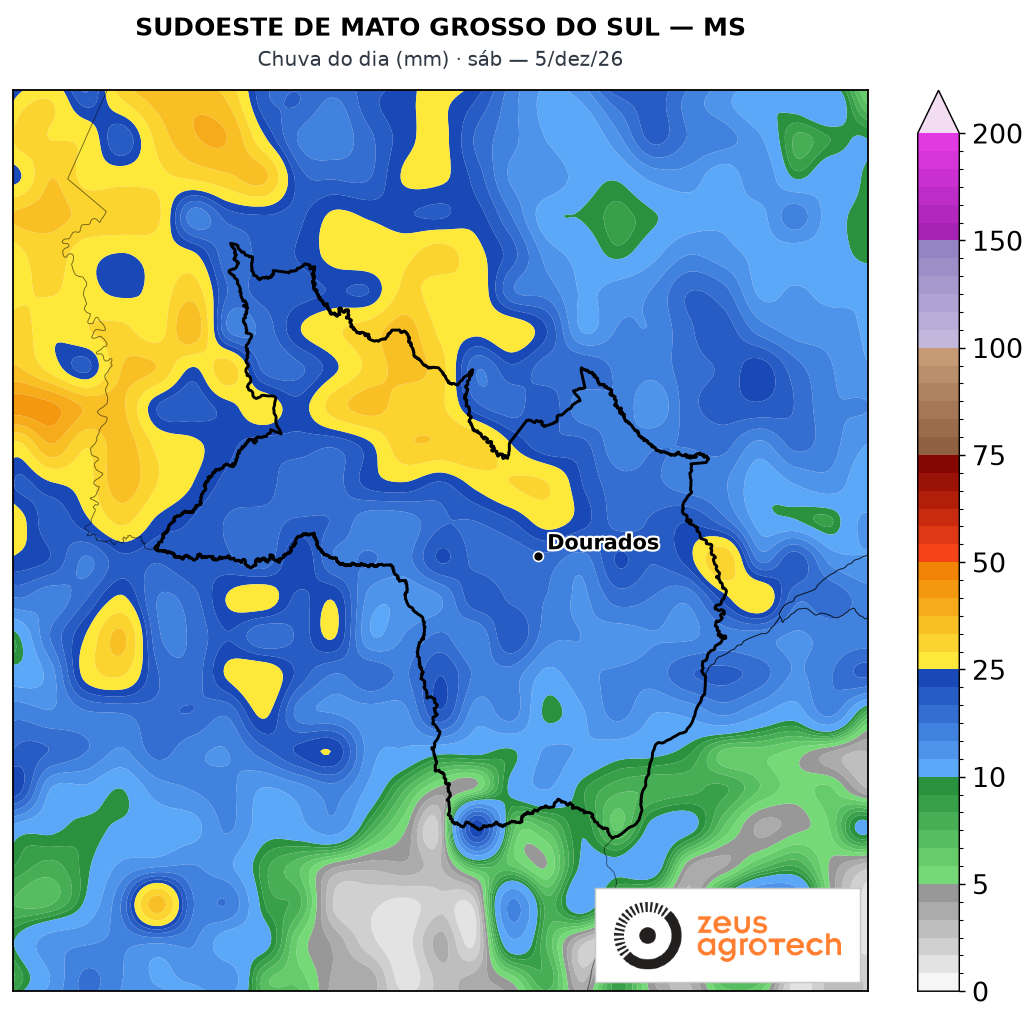 SUDOESTE DE MATO GROSSO DO SUL — MS
Chuva do dia (mm) · sáb — 5/dez/26
200
150
100
75
50
25
10
5
0
Dourados
zeus
agrotech